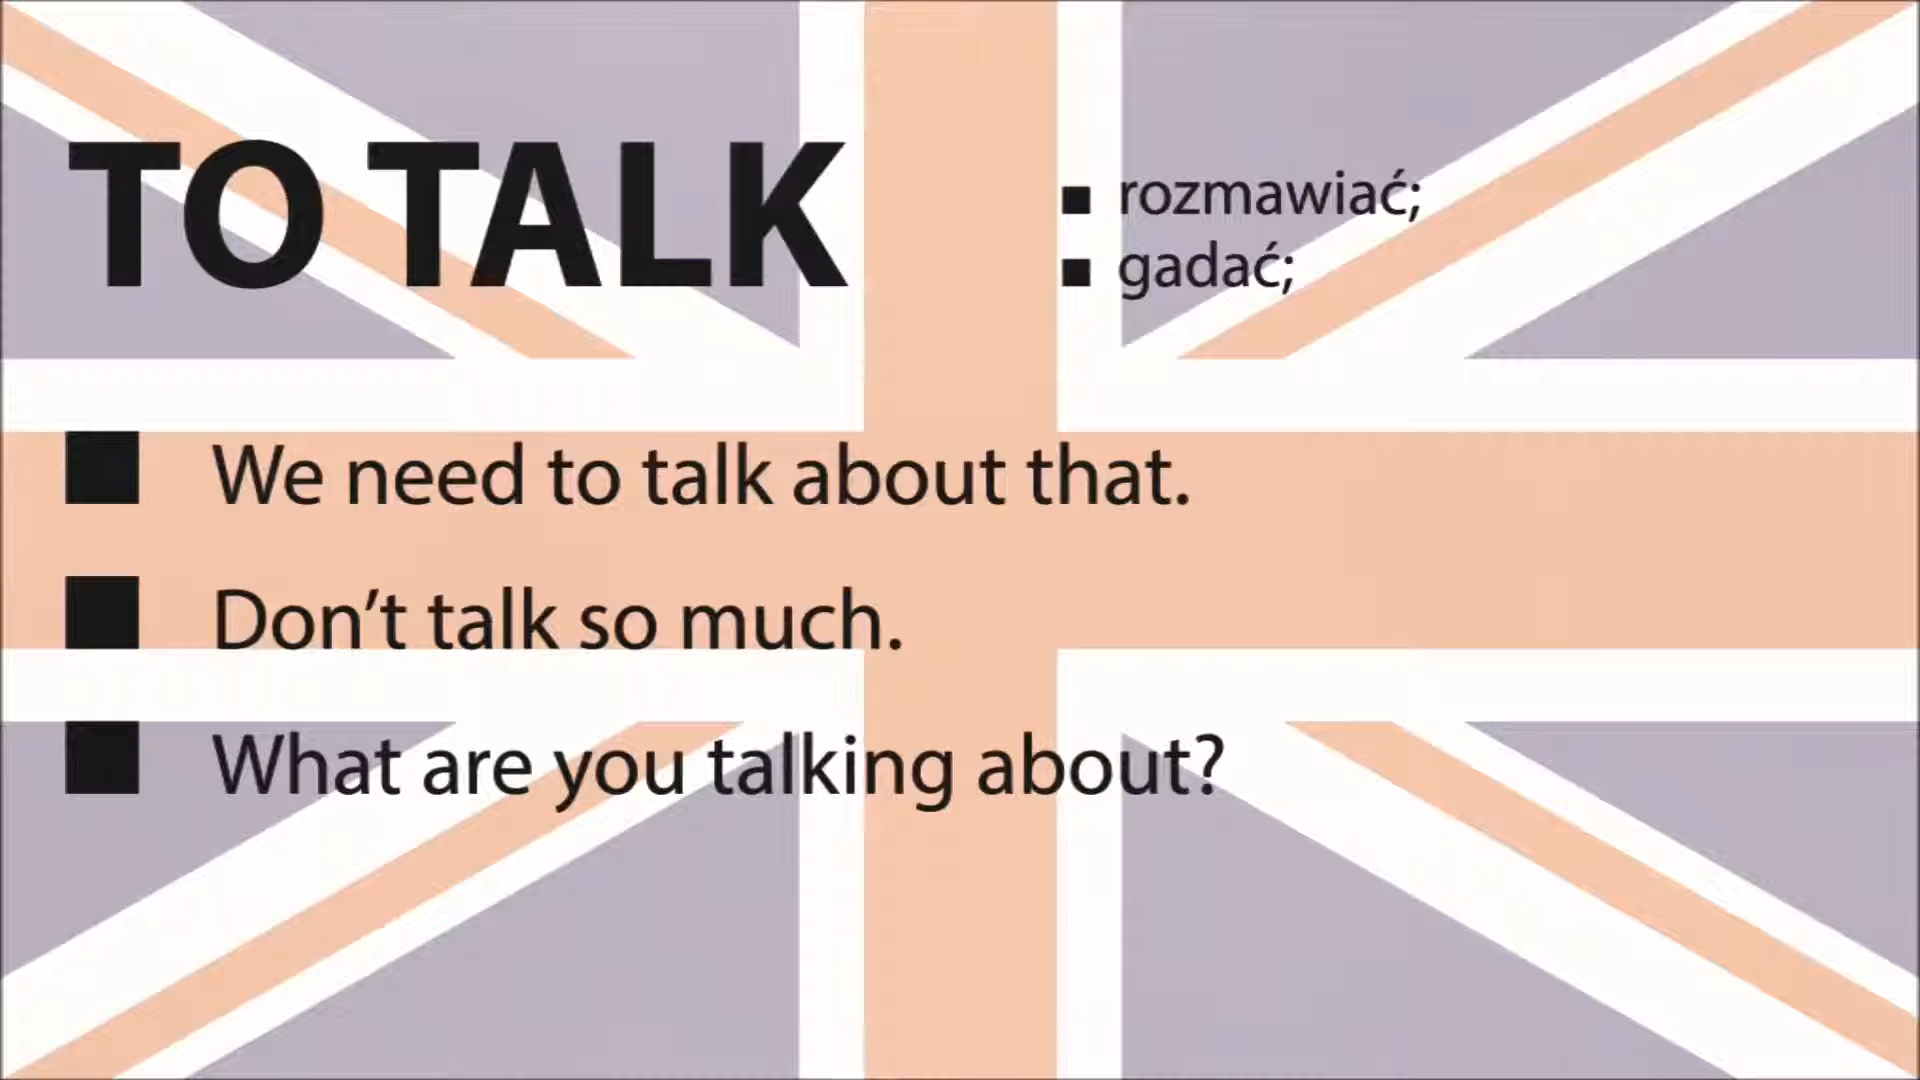 TO TALK
▪ rozmawiać;
▪ gadać;
■ We need to talk about that.
■ Don’t talk so much.
■ What are you talking about?